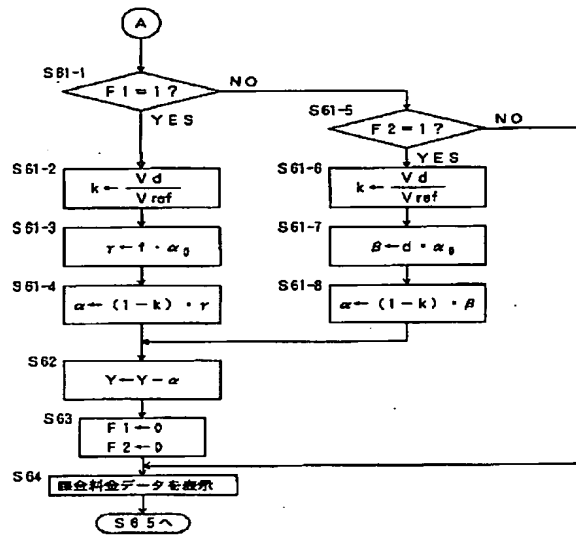 A
S61-1
F1=1?
NO
YES
S61-5
F2=1?
NO
YES
S61-2
k←Vd/Vref
S61-6
k←Vd/Vref
S61-3
γ←f・α₀
S61-7
β←d・α₀
S61-4
α←(1-k)・γ
S61-8
α←(1-k)・β
S62
Y←Y-α
S63
F1←0
F2←0
S64
課金料金データを表示
S65へ